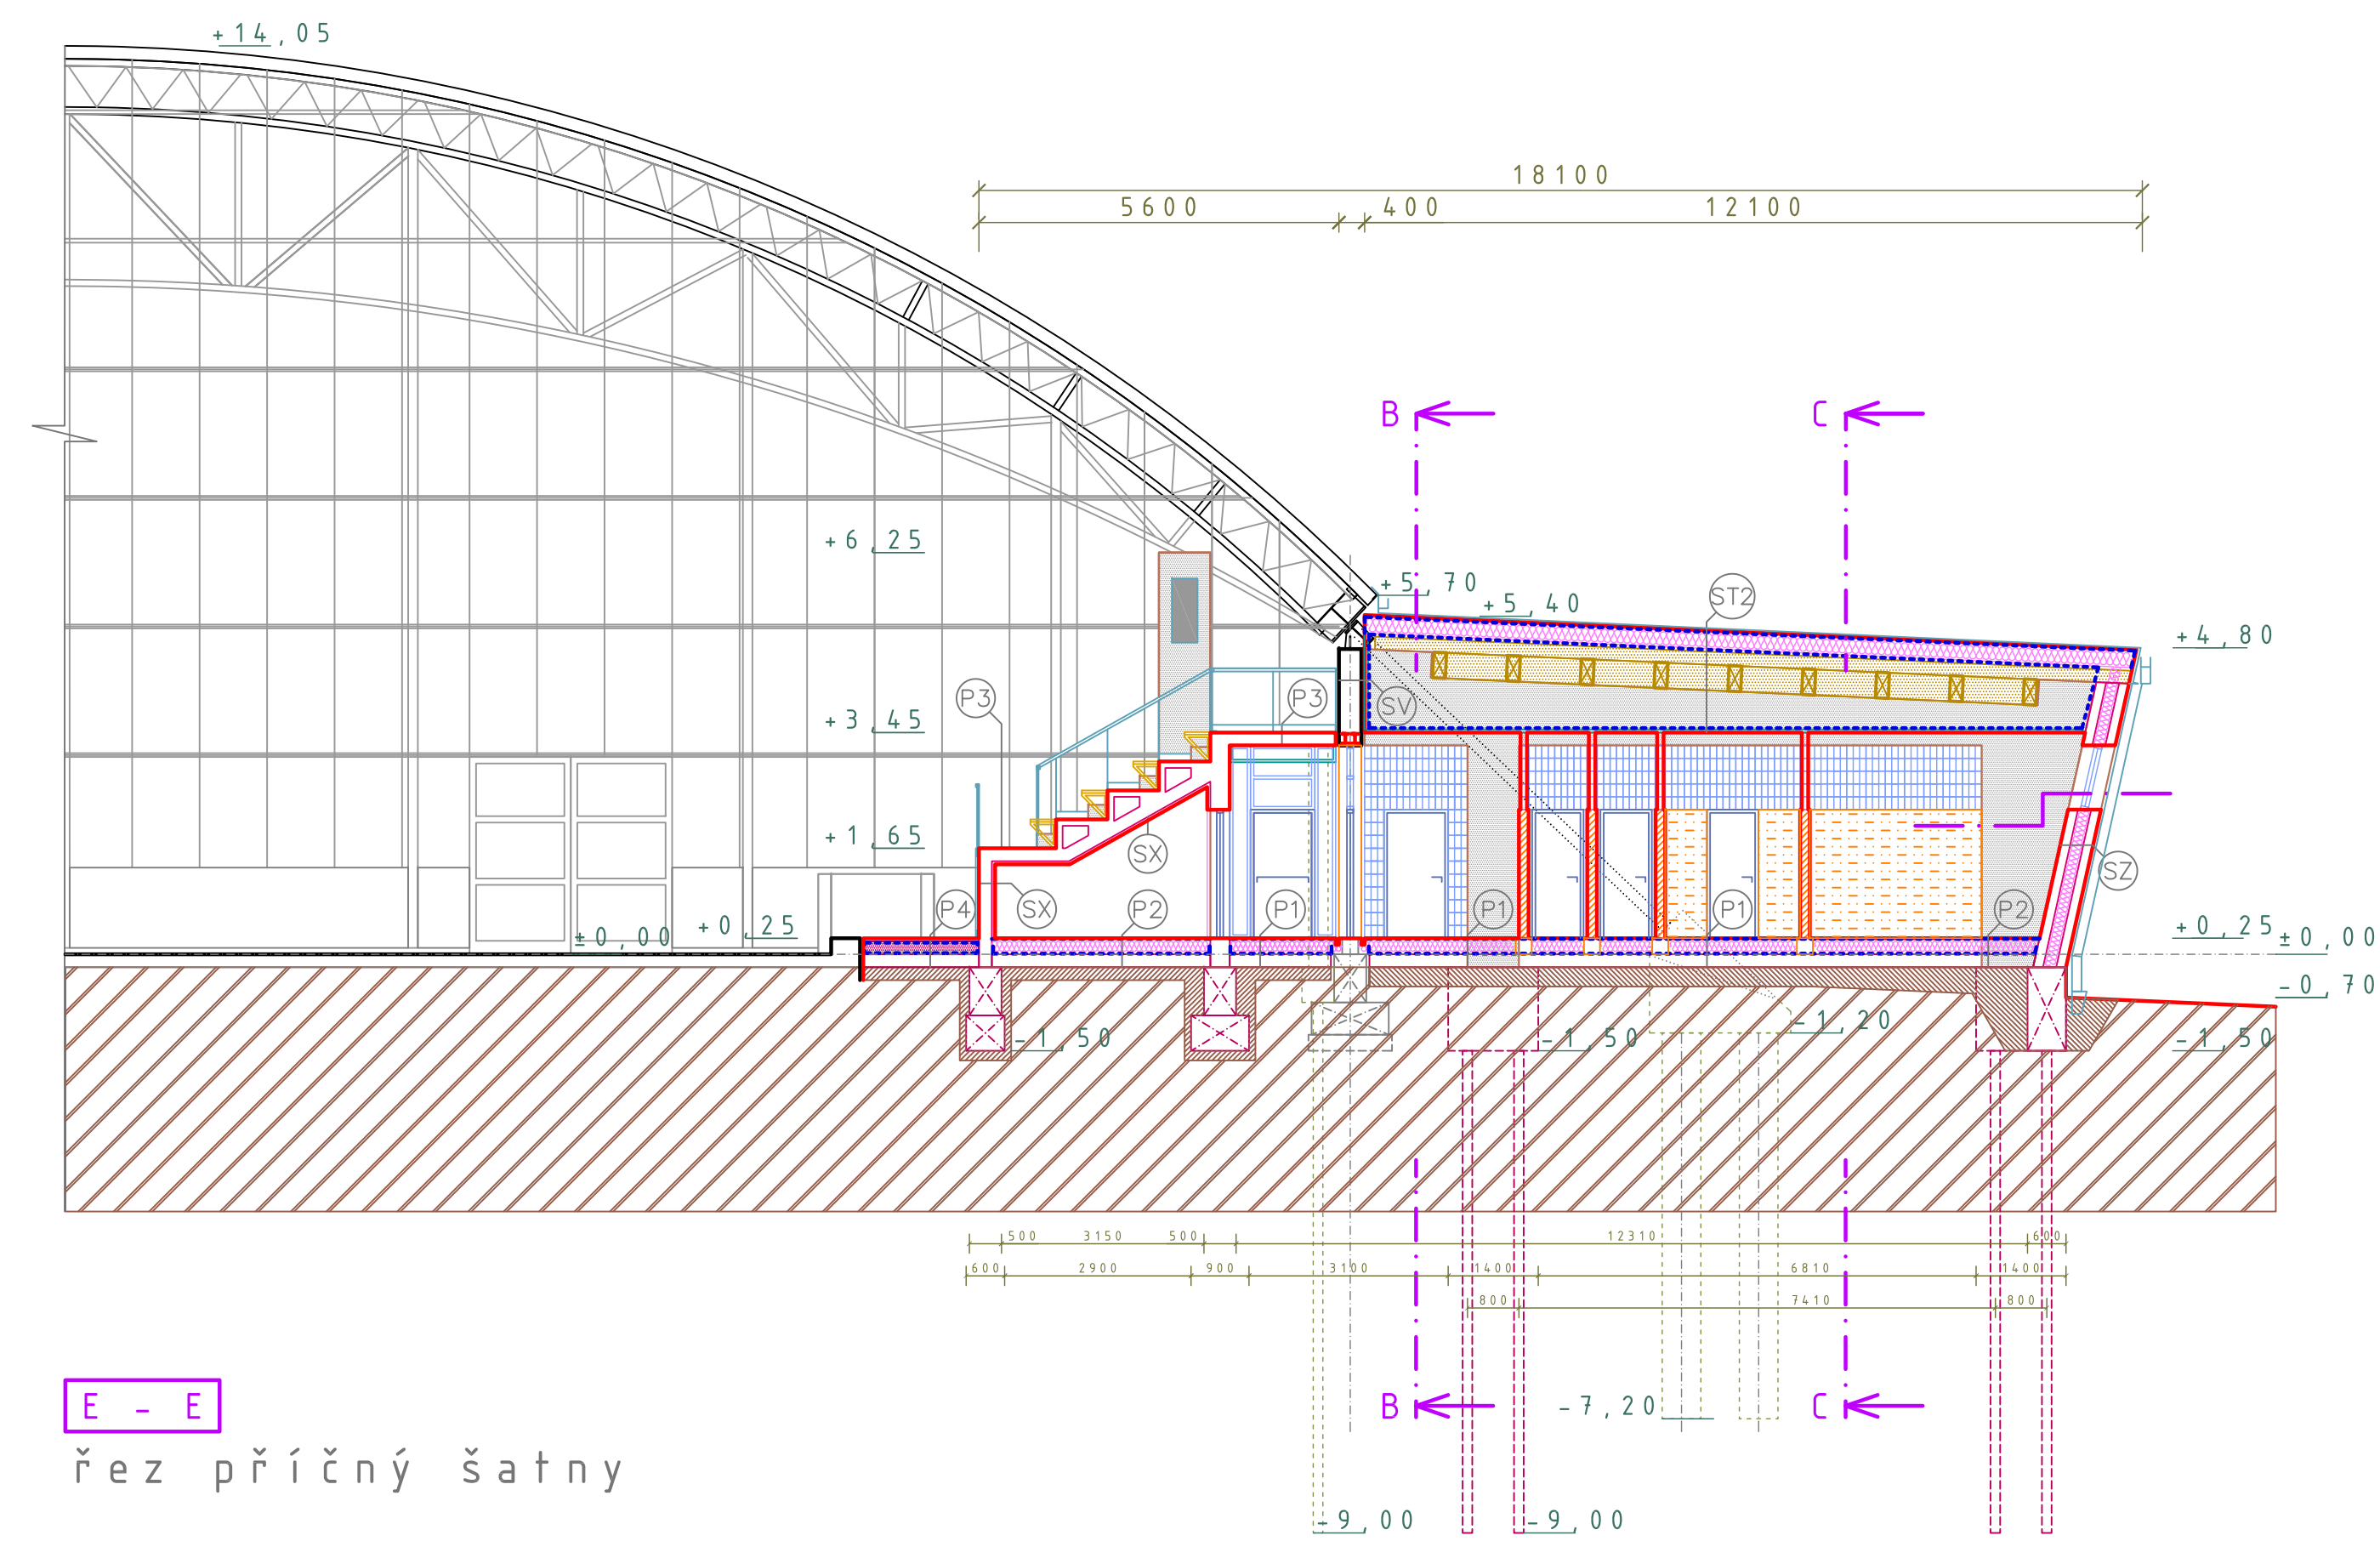 +14,05
18100
5600 400 12100
B C
+6,25
+5,70
+5,40
ST2
+4,80
P3 P3 SV
+3,45
+1,65
SX
SZ
P4 SX P2 P1 P1 P1 P2
±0,00 +0,25
+0,25 ±0,00
-0,70
-1,50 -1,50 -1,20 -1,50
500 3150 500 12310 600
600 2900 900 3100 1400 6810 1400
800 7410 800
B C
-7,20
E - E
řez příčný šatny
-9,00 -9,00